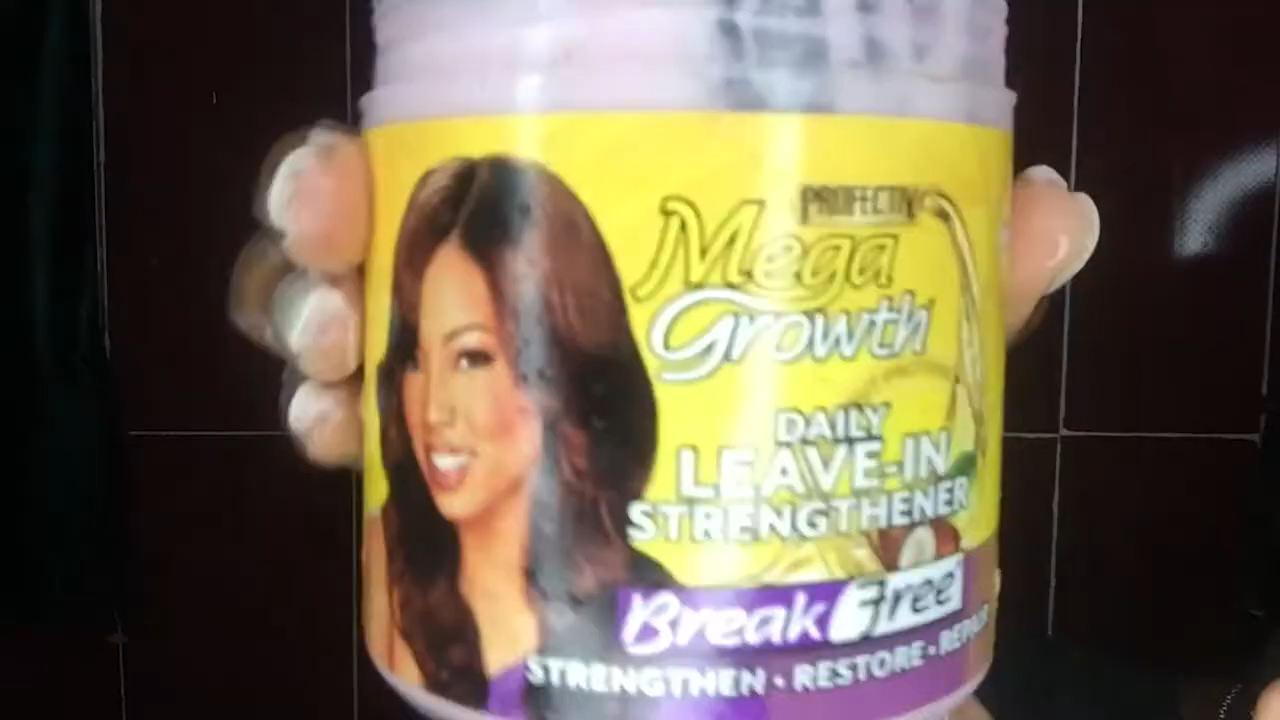 PROFECTIV
Mega
Growth
DAILY
LEAVE-IN
STRENGTHENER
Break Free
STRENGTHEN • RESTORE • REPAIR